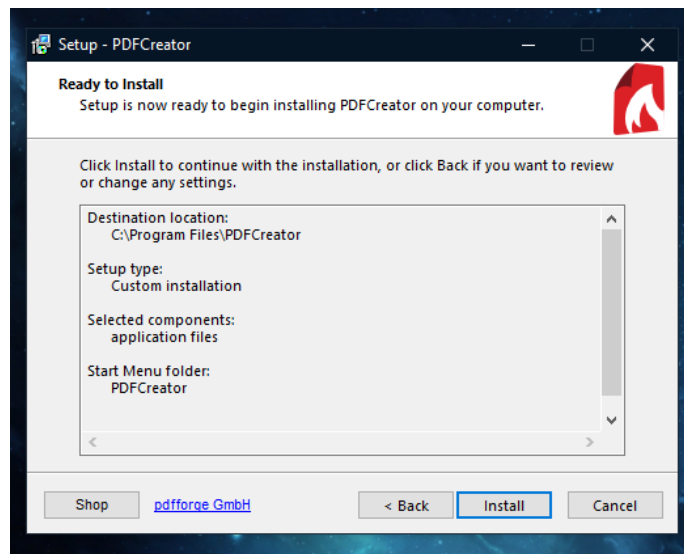 Setup - PDFCreator
Ready to Install
Setup is now ready to begin installing PDFCreator on your computer.
Click Install to continue with the installation, or click Back if you want to review
or change any settings.
Destination location:
C:\Program Files\PDFCreator
Setup type:
Custom installation
Selected components:
application files
Start Menu folder:
PDFCreator
Shop
pdfforge GmbH
< Back
Install
Cancel